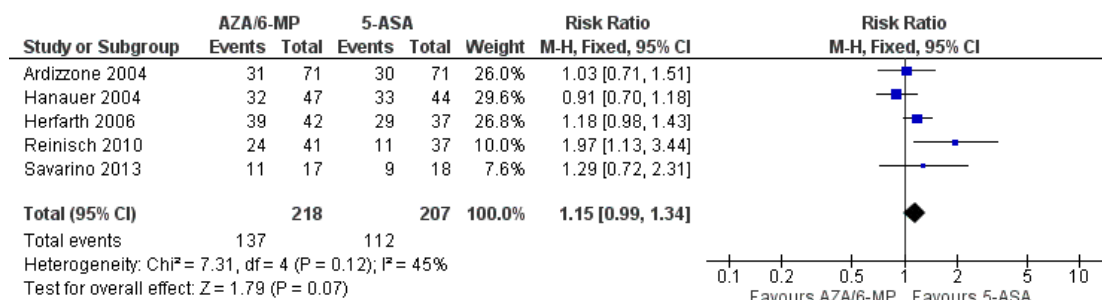 AZA/6-MP 5-ASA Risk Ratio Risk Ratio
Study or Subgroup Events Total Events Total Weight M-H, Fixed, 95% CI M-H, Fixed, 95% CI
Ardizzone 2004 31 71 30 71 26.0% 1.03 [0.71, 1.51]
Hanauer 2004 32 47 33 44 29.6% 0.91 [0.70, 1.18]
Herfarth 2006 39 42 29 37 26.8% 1.18 [0.98, 1.43]
Reinisch 2010 24 41 11 37 10.0% 1.97 [1.13, 3.44]
Savarino 2013 11 17 9 18 7.6% 1.29 [0.72, 2.31]
Total (95% CI) 218 207 100.0% 1.15 [0.99, 1.34]
Total events 137 112
Heterogeneity: Chi² = 7.31, df = 4 (P = 0.12); I² = 45%
Test for overall effect: Z = 1.79 (P = 0.07)
0.1 0.2 0.5 1 2 5 10
Favours AZA/6-MP Favours 5-ASA